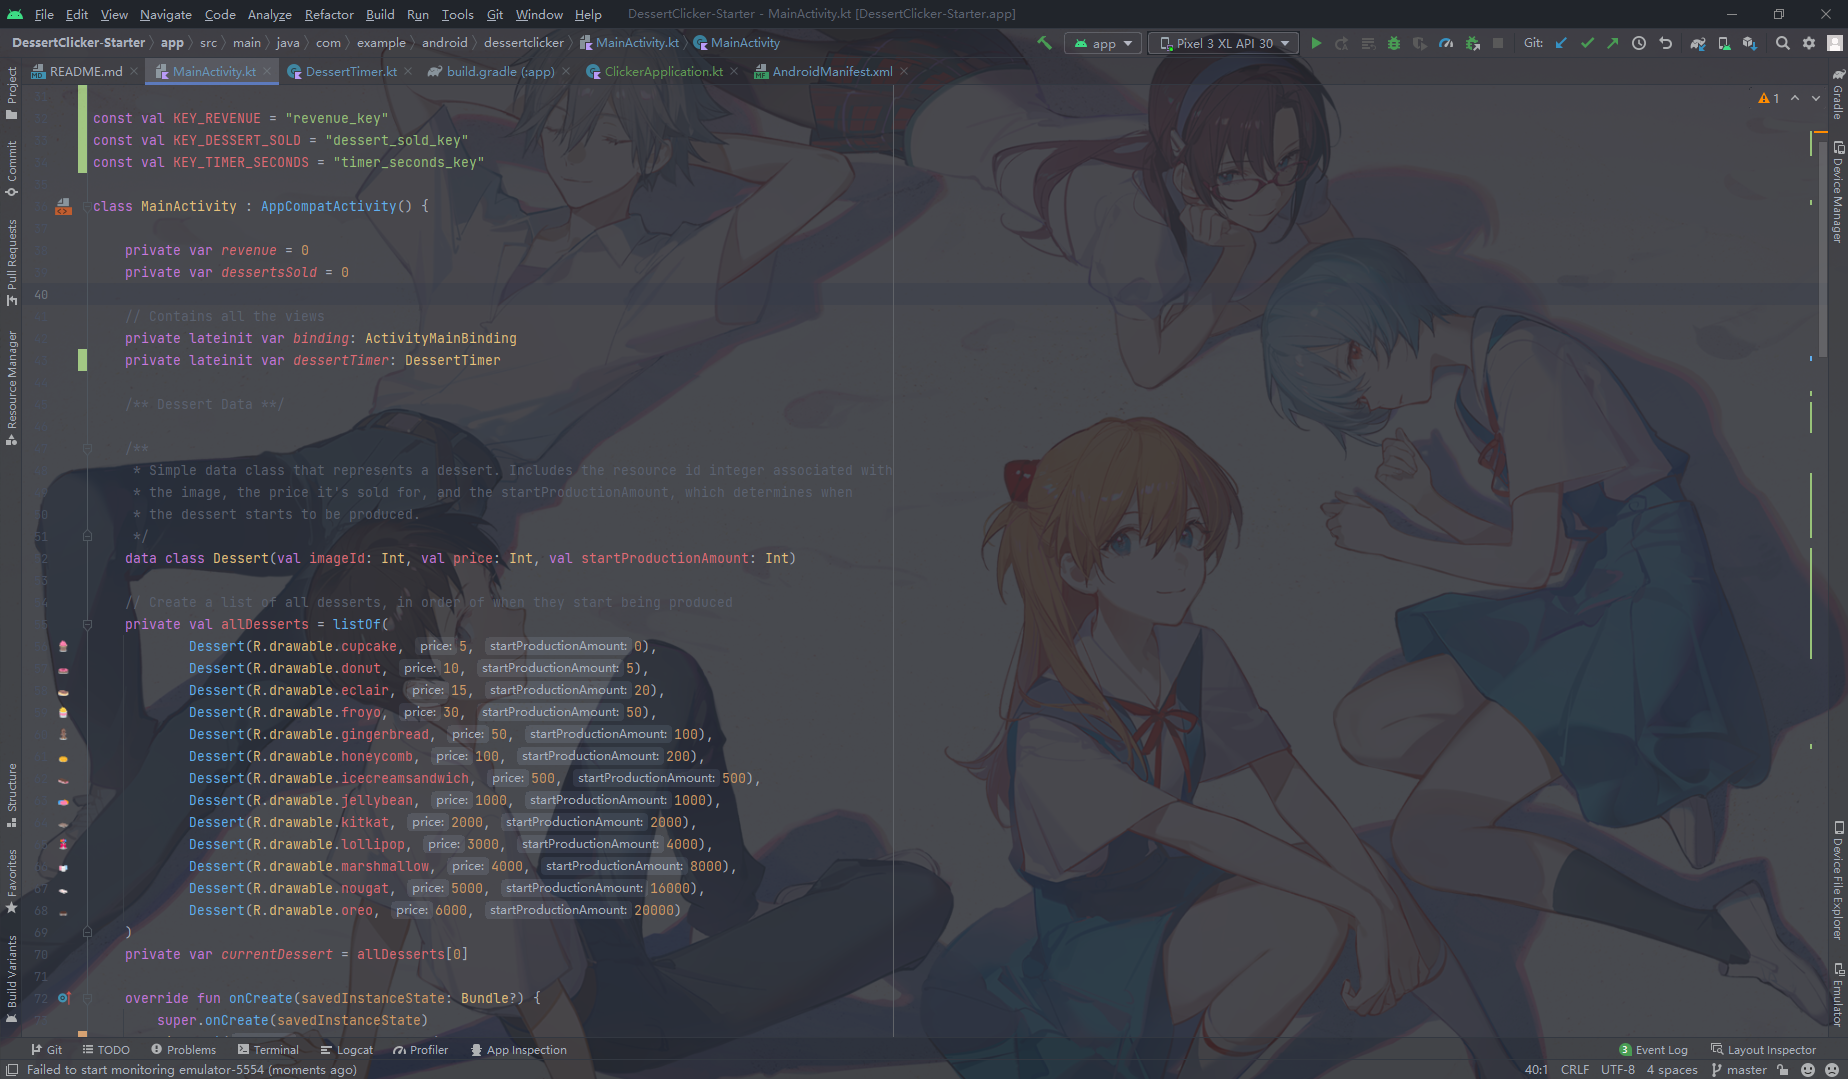 File Edit View Navigate Code Analyze Refactor Build Run Tools Git Window Help DessertClicker-Starter - MainActivity.kt [DessertClicker-Starter.app]
DessertClicker-Starter app src main java com example android dessertclicker MainActivity.kt MainActivity app Pixel 3 XL API 30 Git:
README.md MainActivity.kt DessertTimer.kt build.gradle (:app) ClickerApplication.kt AndroidManifest.xml
Project
Commit
Pull Requests
Resource Manager
Structure
Favorites
Build Variants
1
const val KEY_REVENUE = "revenue_key"
const val KEY_DESSERT_SOLD = "dessert_sold_key"
const val KEY_TIMER_SECONDS = "timer_seconds_key"
class MainActivity : AppCompatActivity() {
private var revenue = 0
private var dessertsSold = 0
40
// Contains all the views
private lateinit var binding: ActivityMainBinding
private lateinit var dessertTimer: DessertTimer
/** Dessert Data **/
/**
* Simple data class that represents a dessert. Includes the resource id integer associated with
* the image, the price it's sold for, and the startProductionAmount, which determines when
* the dessert starts to be produced.
*/
data class Dessert(val imageId: Int, val price: Int, val startProductionAmount: Int)
// Create a list of all desserts, in order of when they start being produced
private val allDesserts = listOf(
Dessert(R.drawable.cupcake, price: 5, startProductionAmount: 0),
Dessert(R.drawable.donut, price: 10, startProductionAmount: 5),
Dessert(R.drawable.eclair, price: 15, startProductionAmount: 20),
Dessert(R.drawable.froyo, price: 30, startProductionAmount: 50),
Dessert(R.drawable.gingerbread, price: 50, startProductionAmount: 100),
Dessert(R.drawable.honeycomb, price: 100, startProductionAmount: 200),
Dessert(R.drawable.icecreamsandwich, price: 500, startProductionAmount: 500),
Dessert(R.drawable.jellybean, price: 1000, startProductionAmount: 1000),
Dessert(R.drawable.kitkat, price: 2000, startProductionAmount: 2000),
Dessert(R.drawable.lollipop, price: 3000, startProductionAmount: 4000),
Dessert(R.drawable.marshmallow, price: 4000, startProductionAmount: 8000),
Dessert(R.drawable.nougat, price: 5000, startProductionAmount: 16000),
68 Dessert(R.drawable.oreo, price: 6000, startProductionAmount: 20000)
69 )
70 private var currentDessert = allDesserts[0]
71
72 override fun onCreate(savedInstanceState: Bundle?) {
super.onCreate(savedInstanceState)
Gradle
Device Manager
Device File Explorer
Emulator
Git TODO Problems Terminal Logcat Profiler App Inspection 3 Event Log Layout Inspector
Failed to start monitoring emulator-5554 (moments ago) 40:1 CRLF UTF-8 4 spaces master